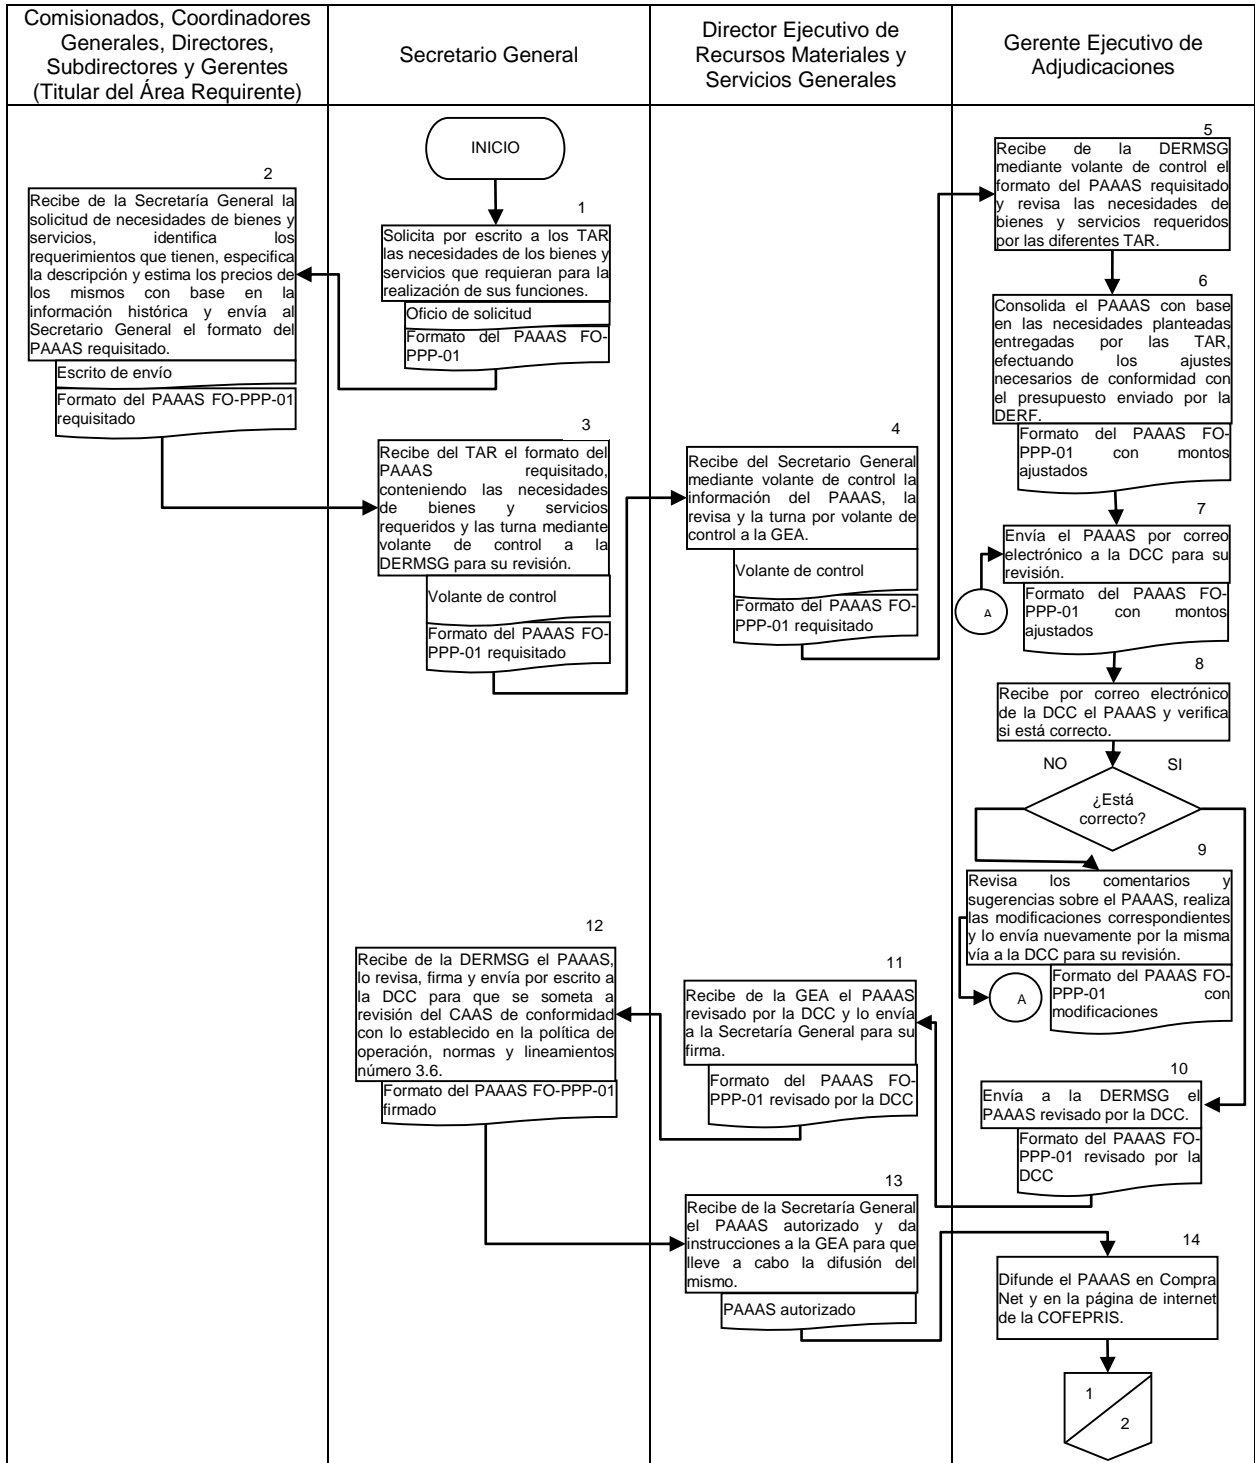 Comisionados, Coordinadores
Generales, Directores,
Subdirectores y Gerentes
(Titular del Área Requirente)
Secretario General
Director Ejecutivo de
Recursos Materiales y
Servicios Generales
Gerente Ejecutivo de
Adjudicaciones
INICIO
1
Solicita por escrito a los TAR
las necesidades de los bienes y
servicios que requieran para la
realización de sus funciones.
Oficio de solicitud
Formato del PAAAS FO-
PPP-01
2
Recibe de la Secretaría General la
solicitud de necesidades de bienes y
servicios, identifica los
requerimientos que tienen, especifica
la descripción y estima los precios de
los mismos con base en la
información histórica y envía al
Secretario General el formato del
PAAAS requisitado.
Escrito de envío
Formato del PAAAS FO-PPP-01
requisitado
3
Recibe del TAR el formato del
PAAAS requisitado,
conteniendo las necesidades
de bienes y servicios
requeridos y las turna mediante
volante de control a la
DERMSG para su revisión.
Volante de control
Formato del PAAAS FO-
PPP-01 requisitado
4
Recibe del Secretario General
mediante volante de control la
información del PAAAS, la
revisa y la turna por volante de
control a la GEA.
Volante de control
Formato del PAAAS FO-
PPP-01 requisitado
5
Recibe de la DERMSG
mediante volante de control el
formato del PAAAS requisitado
y revisa las necesidades de
bienes y servicios requeridos
por las diferentes TAR.
6
Consolida el PAAAS con base
en las necesidades planteadas
entregadas por las TAR,
efectuando los ajustes
necesarios de conformidad con
el presupuesto enviado por la
DERF.
Formato del PAAAS FO-
PPP-01 con montos
ajustados
7
Envía el PAAAS por correo
electrónico a la DCC para su
revisión.
A
Formato del PAAAS FO-
PPP-01 con montos
ajustados
8
Recibe por correo electrónico
de la DCC el PAAAS y verifica
si está correcto.
NO
SI
¿Está
correcto?
9
Revisa los comentarios y
sugerencias sobre el PAAAS, realiza
las modificaciones correspondientes
y lo envía nuevamente por la misma
vía a la DCC para su revisión.
A
Formato del PAAAS FO-
PPP-01 con
modificaciones
10
Envía a la DERMSG el
PAAAS revisado por la DCC.
Formato del PAAAS FO-
PPP-01 revisado por la
DCC
11
Recibe de la GEA el PAAAS
revisado por la DCC y lo envía
a la Secretaría General para su
firma.
Formato del PAAAS FO-
PPP-01 revisado por la DCC
12
Recibe de la DERMSG el PAAAS,
lo revisa, firma y envía por escrito a
la DCC para que se someta a
revisión del CAAS de conformidad
con lo establecido en la política de
operación, normas y lineamientos
número 3.6.
Formato del PAAAS FO-PPP-01
firmado
13
Recibe de la Secretaría General
el PAAAS autorizado y da
instrucciones a la GEA para que
lleve a cabo la difusión del
mismo.
PAAAS autorizado
14
Difunde el PAAAS en Compra
Net y en la página de internet
de la COFEPRIS.
1
2